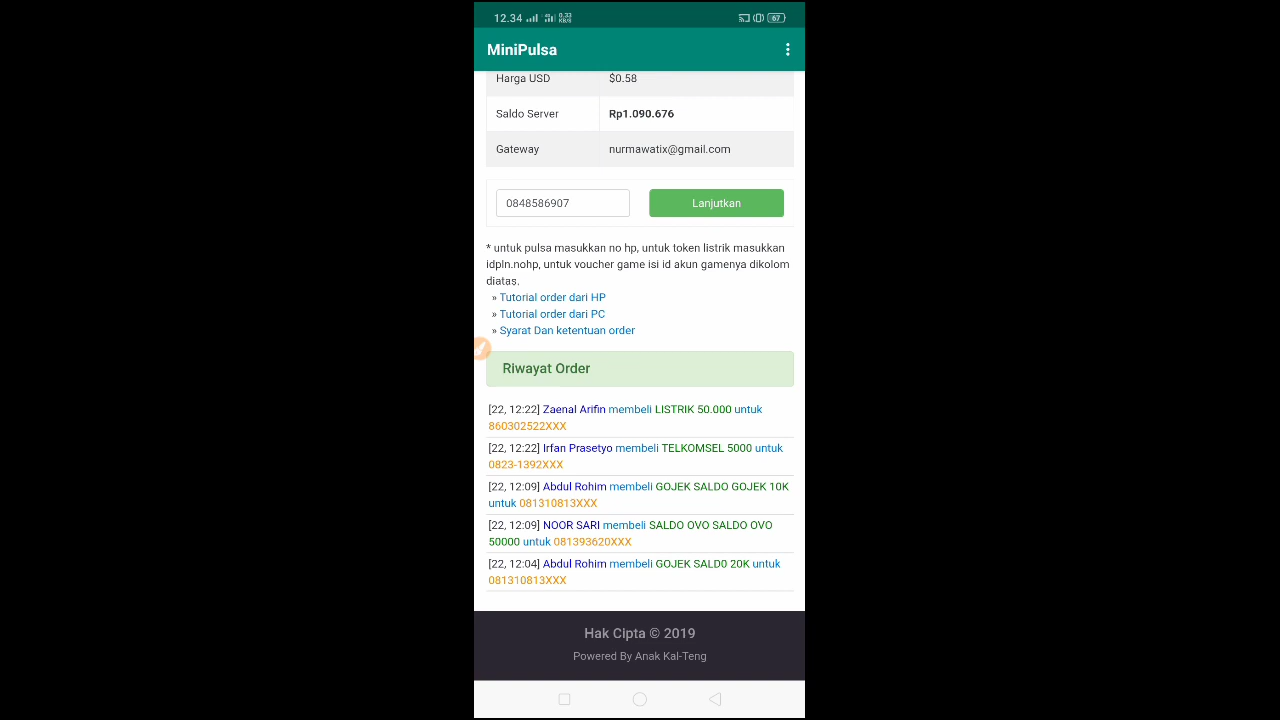 12.34 0.33 KB/s 67
MiniPulsa
Harga USD $0.58
Saldo Server Rp1.090.676
Gateway nurmawatix@gmail.com
0848586907 Lanjutkan
* untuk pulsa masukkan no hp, untuk token listrik masukkan
idpln.nohp, untuk voucher game isi id akun gamenya dikolom
diatas.
» Tutorial order dari HP
» Tutorial order dari PC
» Syarat Dan ketentuan order
Riwayat Order
[22, 12:22] Zaenal Arifin membeli LISTRIK 50.000 untuk
860302522XXX
[22, 12:22] Irfan Prasetyo membeli TELKOMSEL 5000 untuk
0823-1392XXX
[22, 12:09] Abdul Rohim membeli GOJEK SALDO GOJEK 10K
untuk 081310813XXX
[22, 12:09] NOOR SARI membeli SALDO OVO SALDO OVO
50000 untuk 081393620XXX
[22, 12:04] Abdul Rohim membeli GOJEK SALD0 20K untuk
081310813XXX
Hak Cipta © 2019
Powered By Anak Kal-Teng